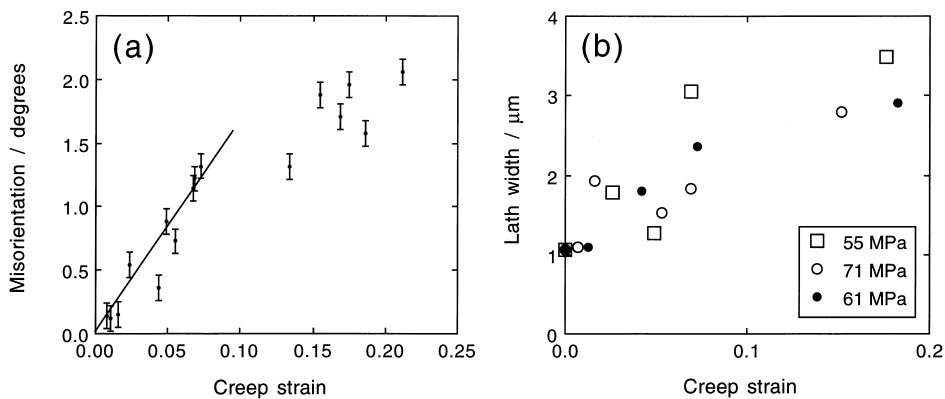 (a)
Misorientation / degrees
2.5
2.0
1.5
1.0
0.5
0.0
0.00 0.05 0.10 0.15 0.20 0.25
Creep strain
(b)
Lath width / μm
4
3
2
1
0
0.0 0.1 0.2
Creep strain
55 MPa
71 MPa
61 MPa